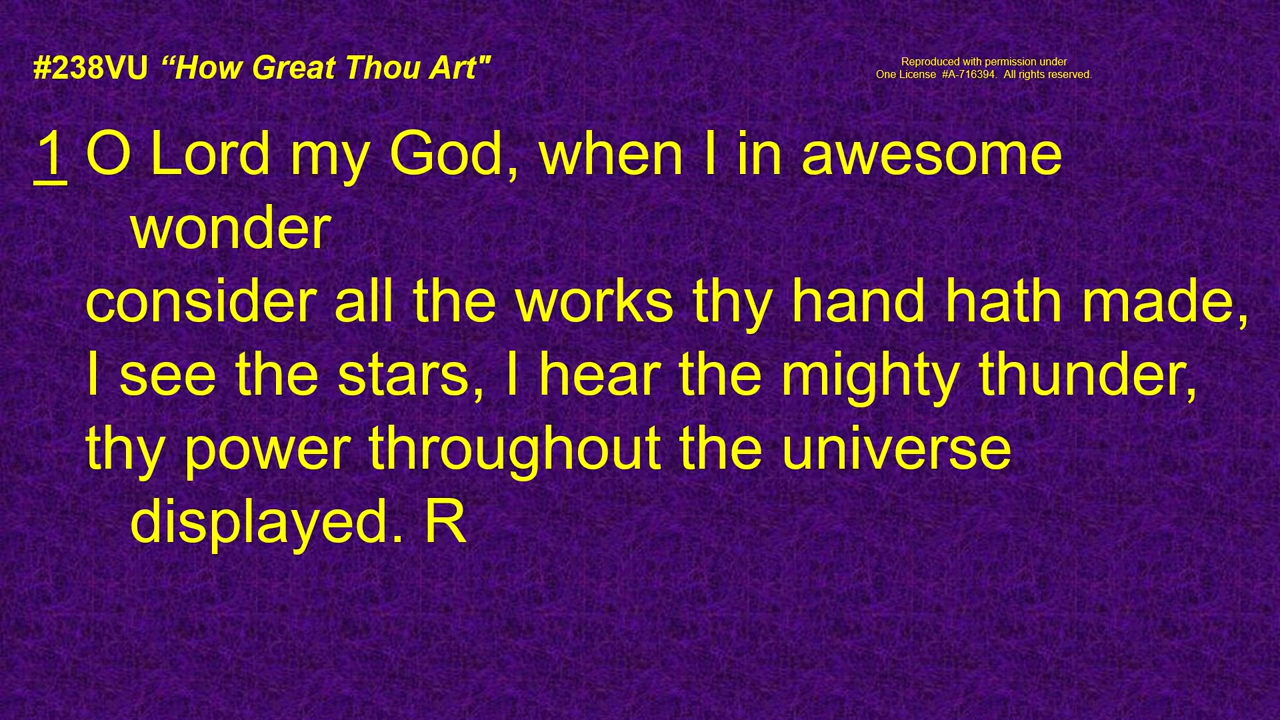 #238VU “How Great Thou Art"
Reproduced with permission under
One License #A-716394. All rights reserved.
1 O Lord my God, when I in awesome
wonder
consider all the works thy hand hath made,
I see the stars, I hear the mighty thunder,
thy power throughout the universe
displayed. R